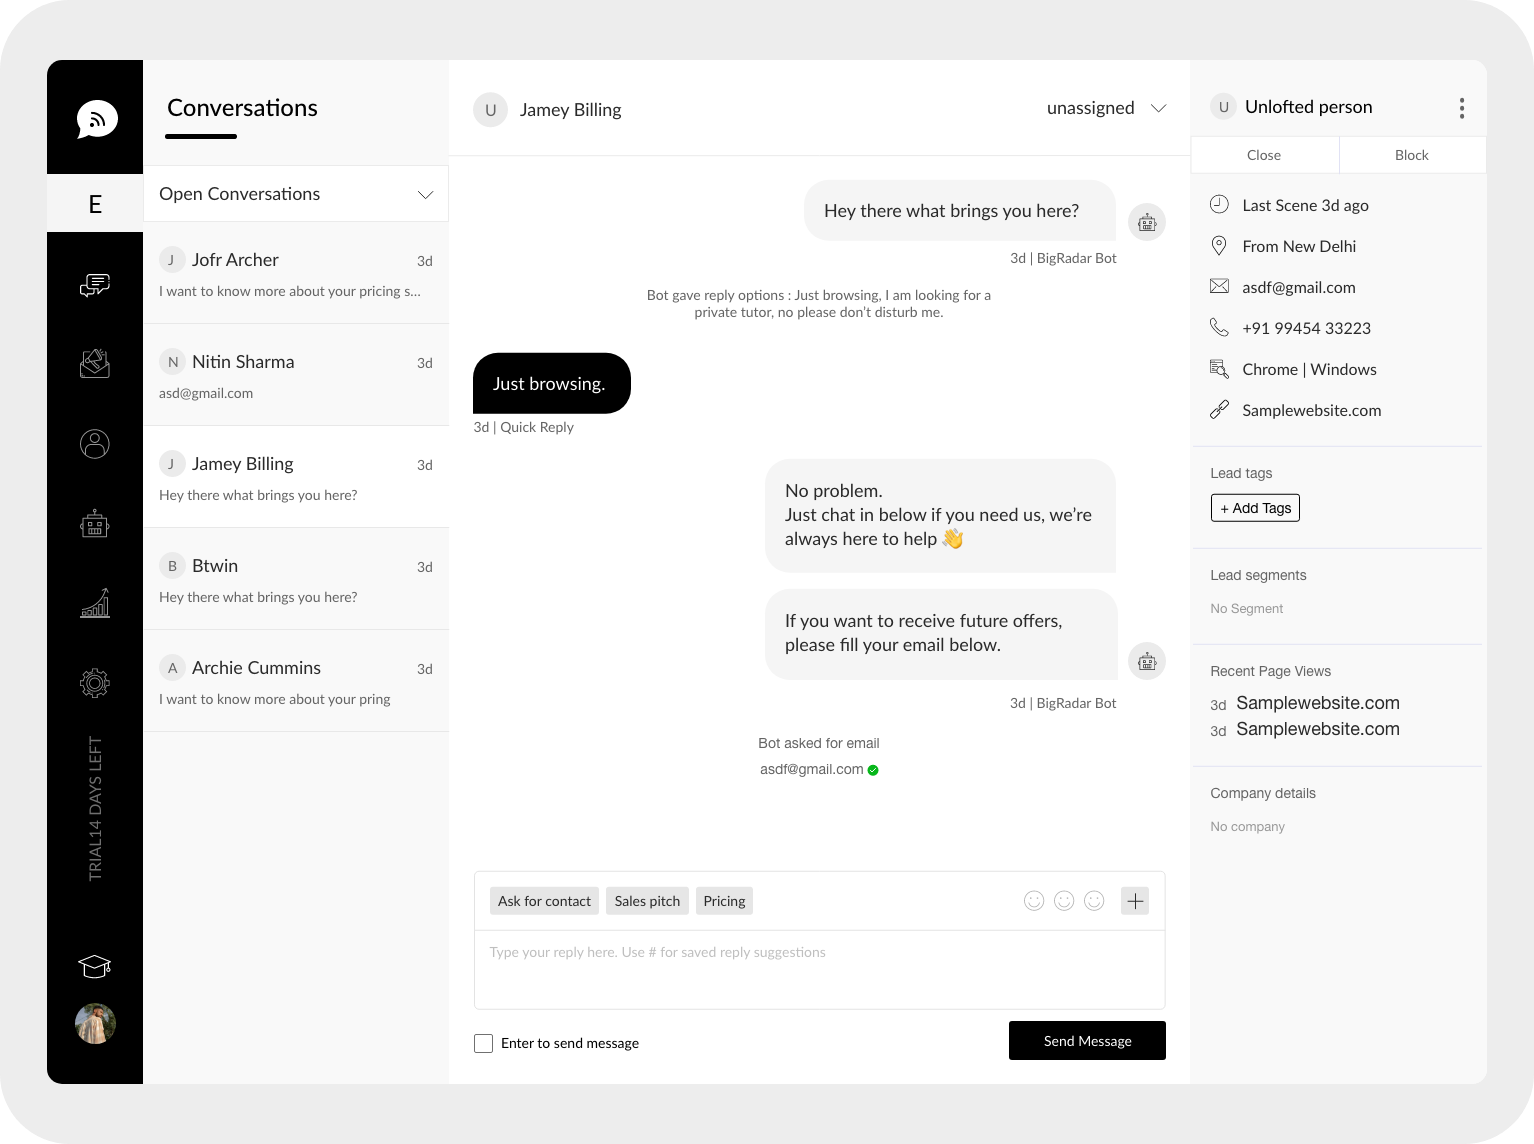 E
TRIAL14 DAYS LEFT
Conversations
Open Conversations
J Jofr Archer 3d
I want to know more about your pricing s...
N Nitin Sharma 3d
asd@gmail.com
J Jamey Billing 3d
Hey there what brings you here?
B Btwin 3d
Hey there what brings you here?
A Archie Cummins 3d
I want to know more about your pring
U Jamey Billing
unassigned
Hey there what brings you here?
3d | BigRadar Bot
Bot gave reply options : Just browsing, I am looking for a
private tutor, no please don't disturb me.
Just browsing.
3d | Quick Reply
No problem.
Just chat in below if you need us, we're
always here to help 👋
If you want to receive future offers,
please fill your email below.
3d | BigRadar Bot
Bot asked for email
asdf@gmail.com
Ask for contact Sales pitch Pricing
Type your reply here. Use # for saved reply suggestions
Enter to send message
Send Message
U Unlofted person
Close Block
Last Scene 3d ago
From New Delhi
asdf@gmail.com
+91 99454 33223
Chrome | Windows
Samplewebsite.com
Lead tags
+ Add Tags
Lead segments
No Segment
Recent Page Views
3d Samplewebsite.com
3d Samplewebsite.com
Company details
No company